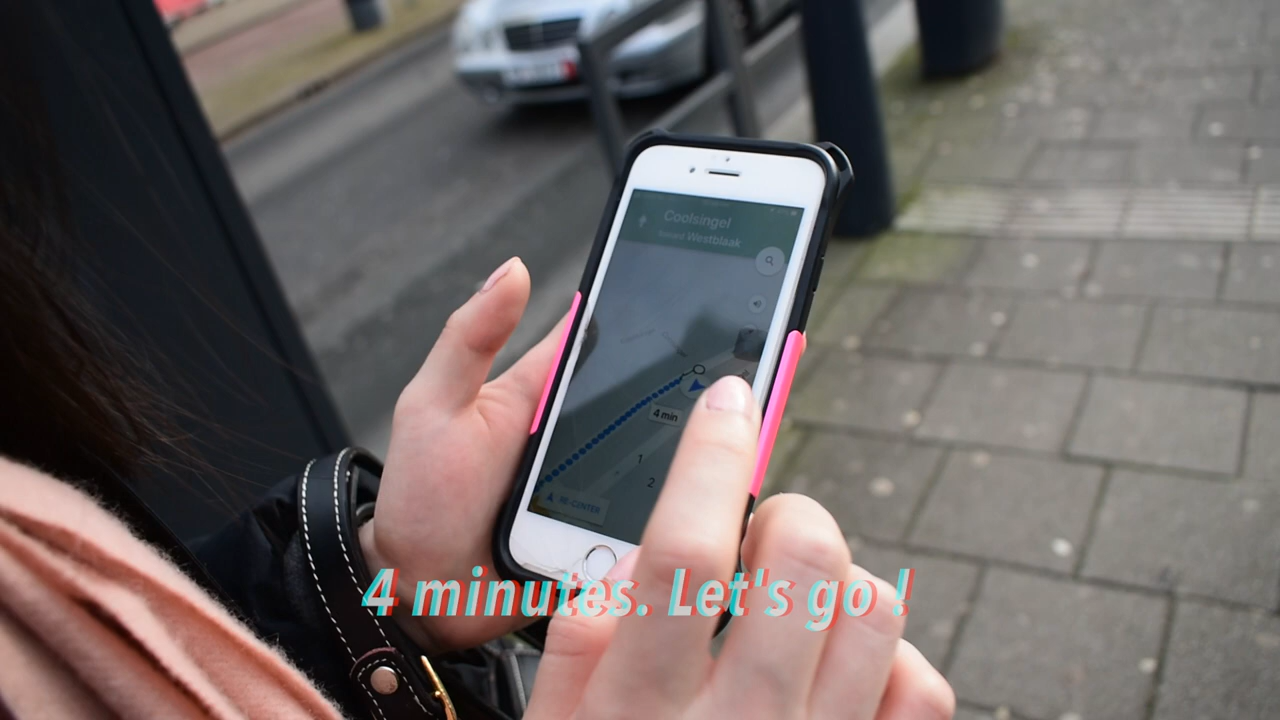 Coolsingel
toward Westblaak
4 min
1
2
RE-CENTER
4 minutes. Let's go !